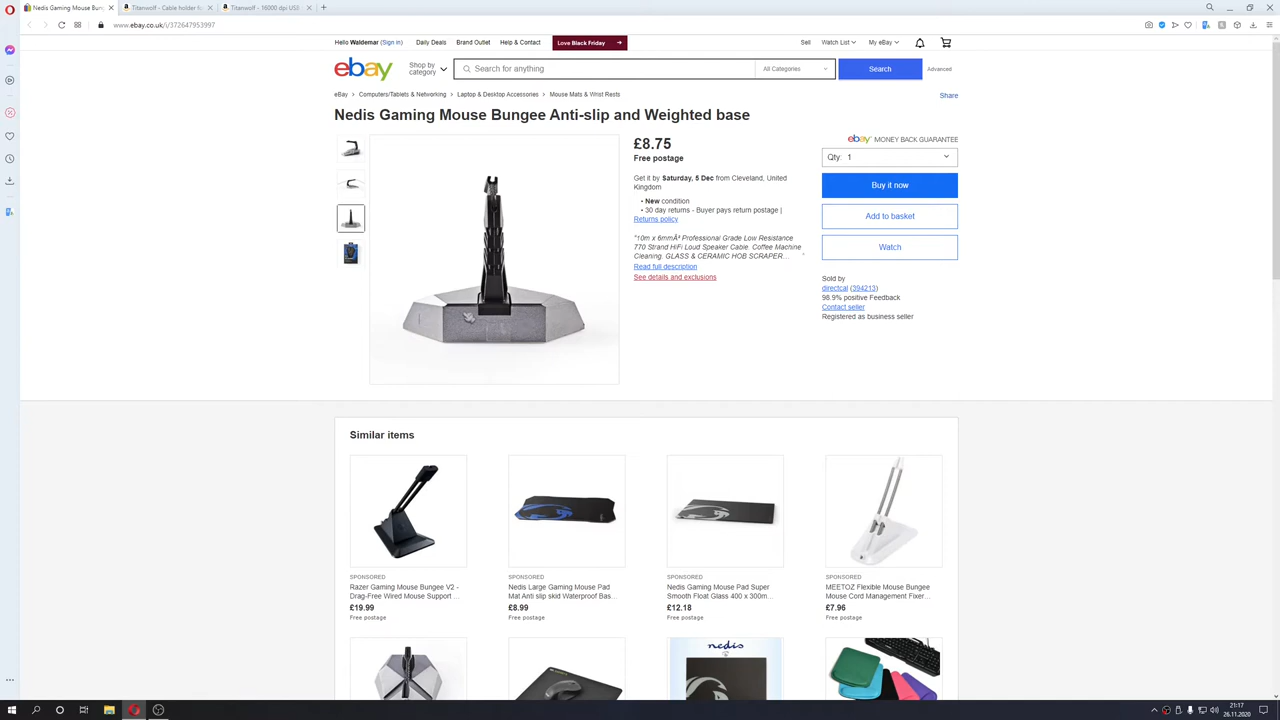 Nedis Gaming Mouse Bung
Titanwolf - Cable holder fo
Titanwolf - 16000 dpi USB
www.ebay.co.uk/i/372647953997
Hello Waldemar (Sign in)
Daily Deals
Brand Outlet
Help & Contact
Love Black Friday
Sell
Watch List
My eBay
ebay
Shop by
category
Search for anything
All Categories
Search
Advanced
eBay > Computers/Tablets & Networking > Laptop & Desktop Accessories > Mouse Mats & Wrist Rests
Share
Nedis Gaming Mouse Bungee Anti-slip and Weighted base
£8.75
Free postage
Get it by Saturday, 5 Dec from Cleveland, United
Kingdom
• New condition
• 30 day returns - Buyer pays return postage |
Returns policy
"10m x 6mmÂ² Professional Grade Low Resistance
770 Strand HiFi Loud Speaker Cable. Coffee Machine
Cleaning. GLASS & CERAMIC HOB SCRAPER...
Read full description
See details and exclusions
ebay MONEY BACK GUARANTEE
Qty: 1
Buy it now
Add to basket
Watch
Sold by
directcal (394213)
98.9% positive Feedback
Contact seller
Registered as business seller
Similar items
SPONSORED
Razer Gaming Mouse Bungee V2 -
Drag-Free Wired Mouse Support ...
£19.99
Free postage
SPONSORED
Nedis Large Gaming Mouse Pad
Mat Anti slip skid Waterproof Bas...
£8.99
Free postage
SPONSORED
Nedis Gaming Mouse Pad Super
Smooth Float Glass 400 x 300m...
£12.18
Free postage
SPONSORED
MEETOZ Flexible Mouse Bungee
Mouse Cord Management Fixer...
£7.96
Free postage
nedis
21:17
26.11.2020